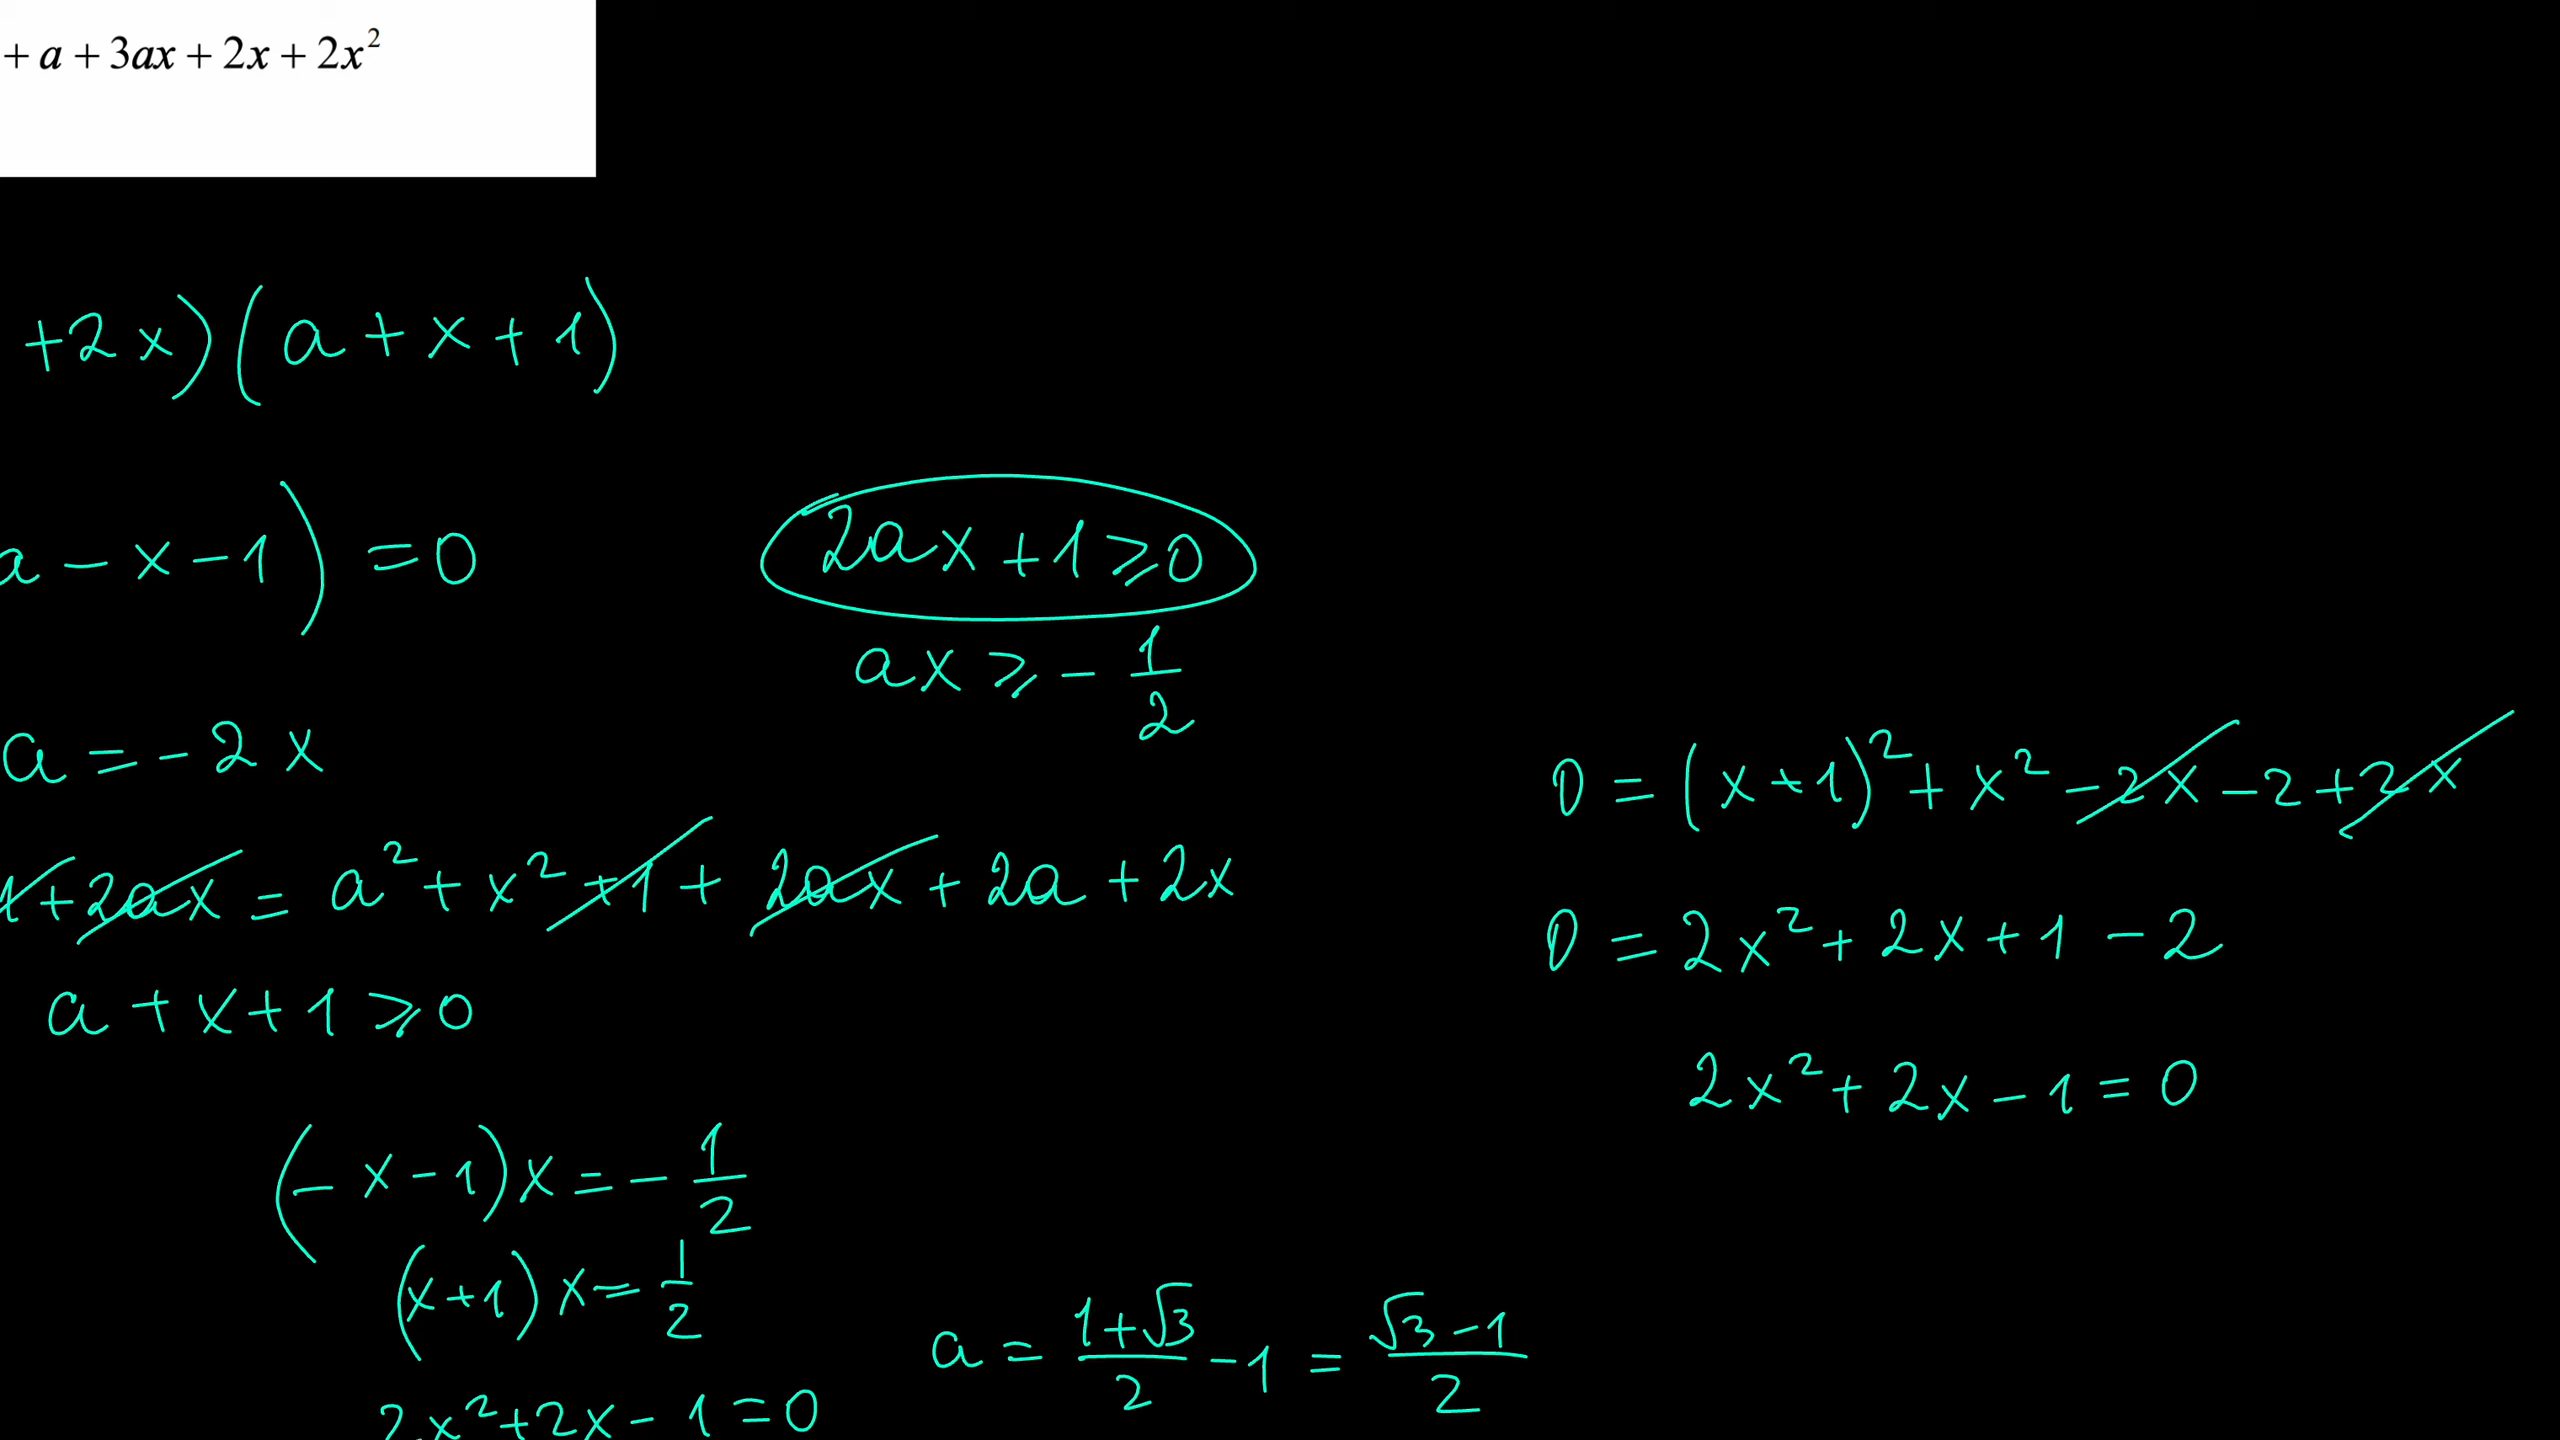 + a + 3ax + 2x + 2x²
+2x)(a + x + 1)
a - x - 1) = 0
2ax + 1 ⩾ 0
ax ⩾ - 1/2
a = -2x
1 + 2ax = a² + x² + 1 + 2ax + 2a + 2x
a + x + 1 ⩾ 0
(- x - 1)x = - 1/2
(x + 1)x = 1/2
2x² + 2x - 1 = 0
a = (1+√3)/2 - 1 = (√3 - 1)/2
0 = (x + 1)² + x² - 2x - 2 + 2x
0 = 2x² + 2x + 1 - 2
2x² + 2x - 1 = 0